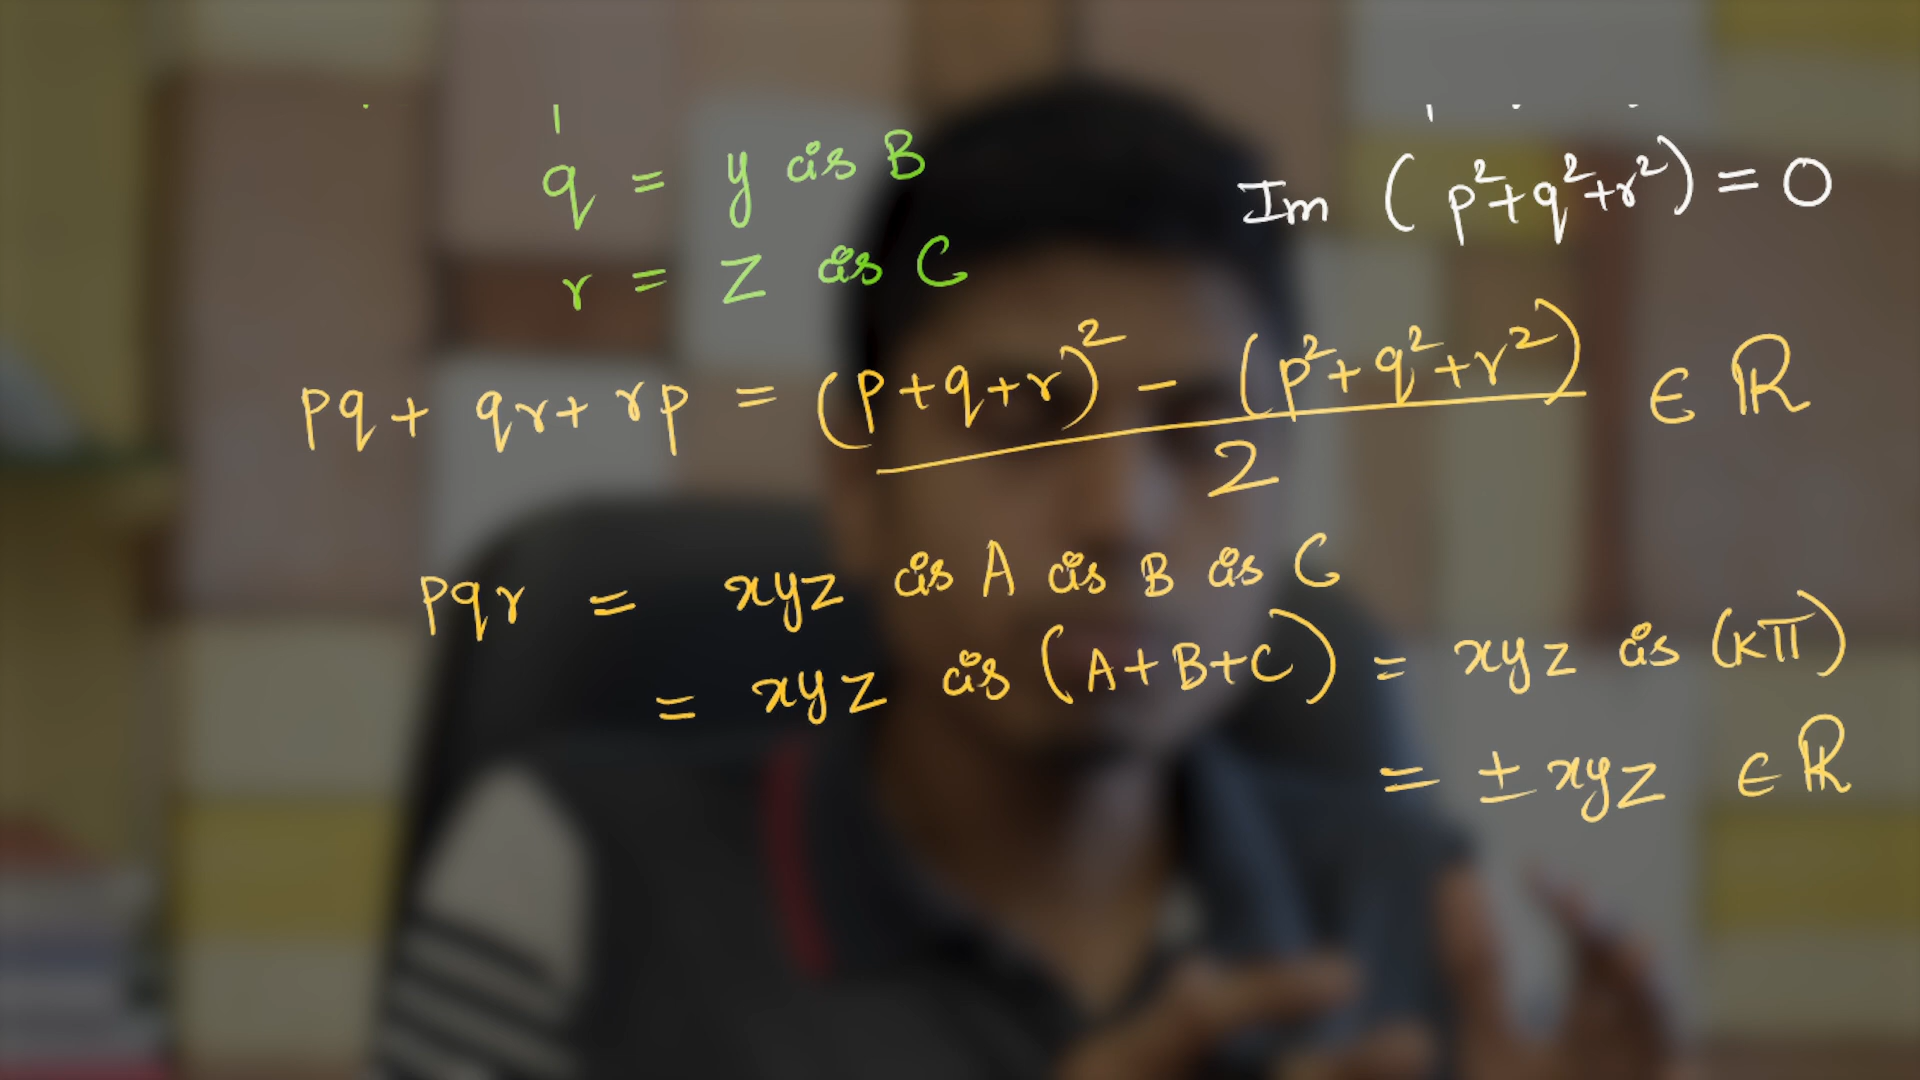 q = y cis B
r = z cis C
Im (p²+q²+r²) = 0
pq + qr + rp = (p+q+r)² - (p²+q²+r²) / 2 ∈ ℝ
pqr = xyz cis A cis B cis C
= xyz cis (A+B+C) = xyz cis (kπ)
= ± xyz ∈ ℝ